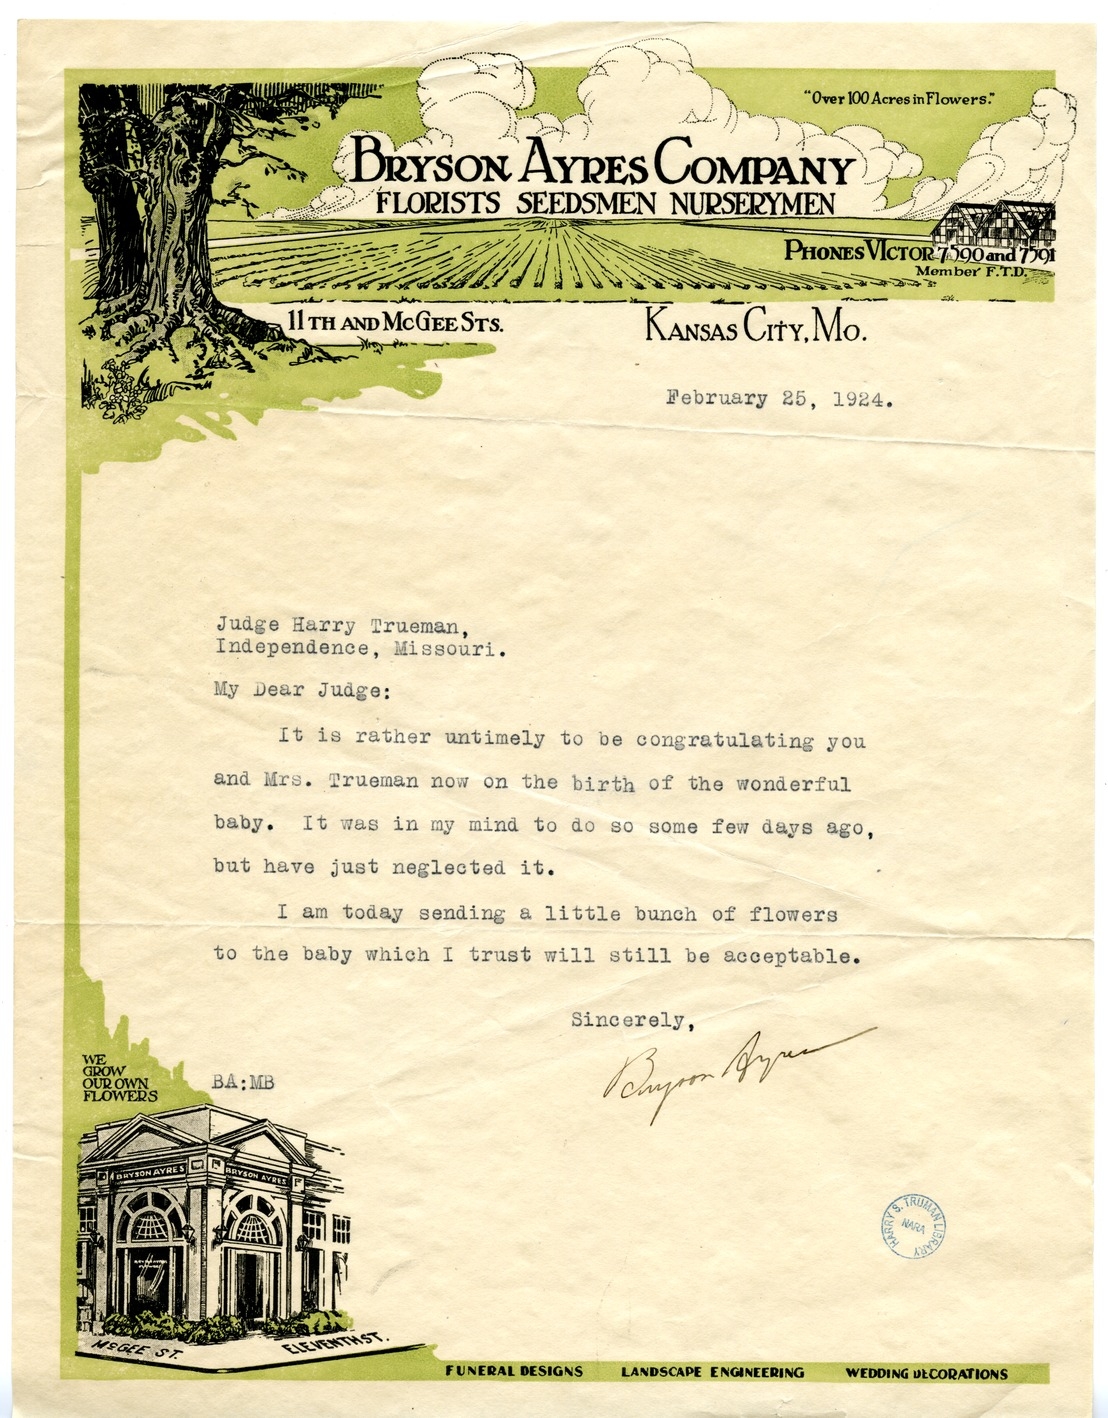 "Over 100 Acres in Flowers."
BRYSON AYRES COMPANY
FLORISTS SEEDSMEN NURSERYMEN
PHONES VICTOR 7590 and 7591
Member F.T.D.
11TH AND MCGEE STS.
KANSAS CITY, MO.
February 25, 1924.
Judge Harry Trueman,
Independence, Missouri.
My Dear Judge:
It is rather untimely to be congratulating you
and Mrs. Trueman now on the birth of the wonderful
baby. It was in my mind to do so some few days ago,
but have just neglected it.
I am today sending a little bunch of flowers
to the baby which I trust will still be acceptable.
Sincerely,
Bryson Ayres
BA:MB
WE
GROW
OUR OWN
FLOWERS
BRYSON AYRES
BRYSON AYRES
HARRY S. TRUMAN LIBRARY
NARA
MCGEE ST.
ELEVENTH ST.
FUNERAL DESIGNS LANDSCAPE ENGINEERING WEDDING DECORATIONS